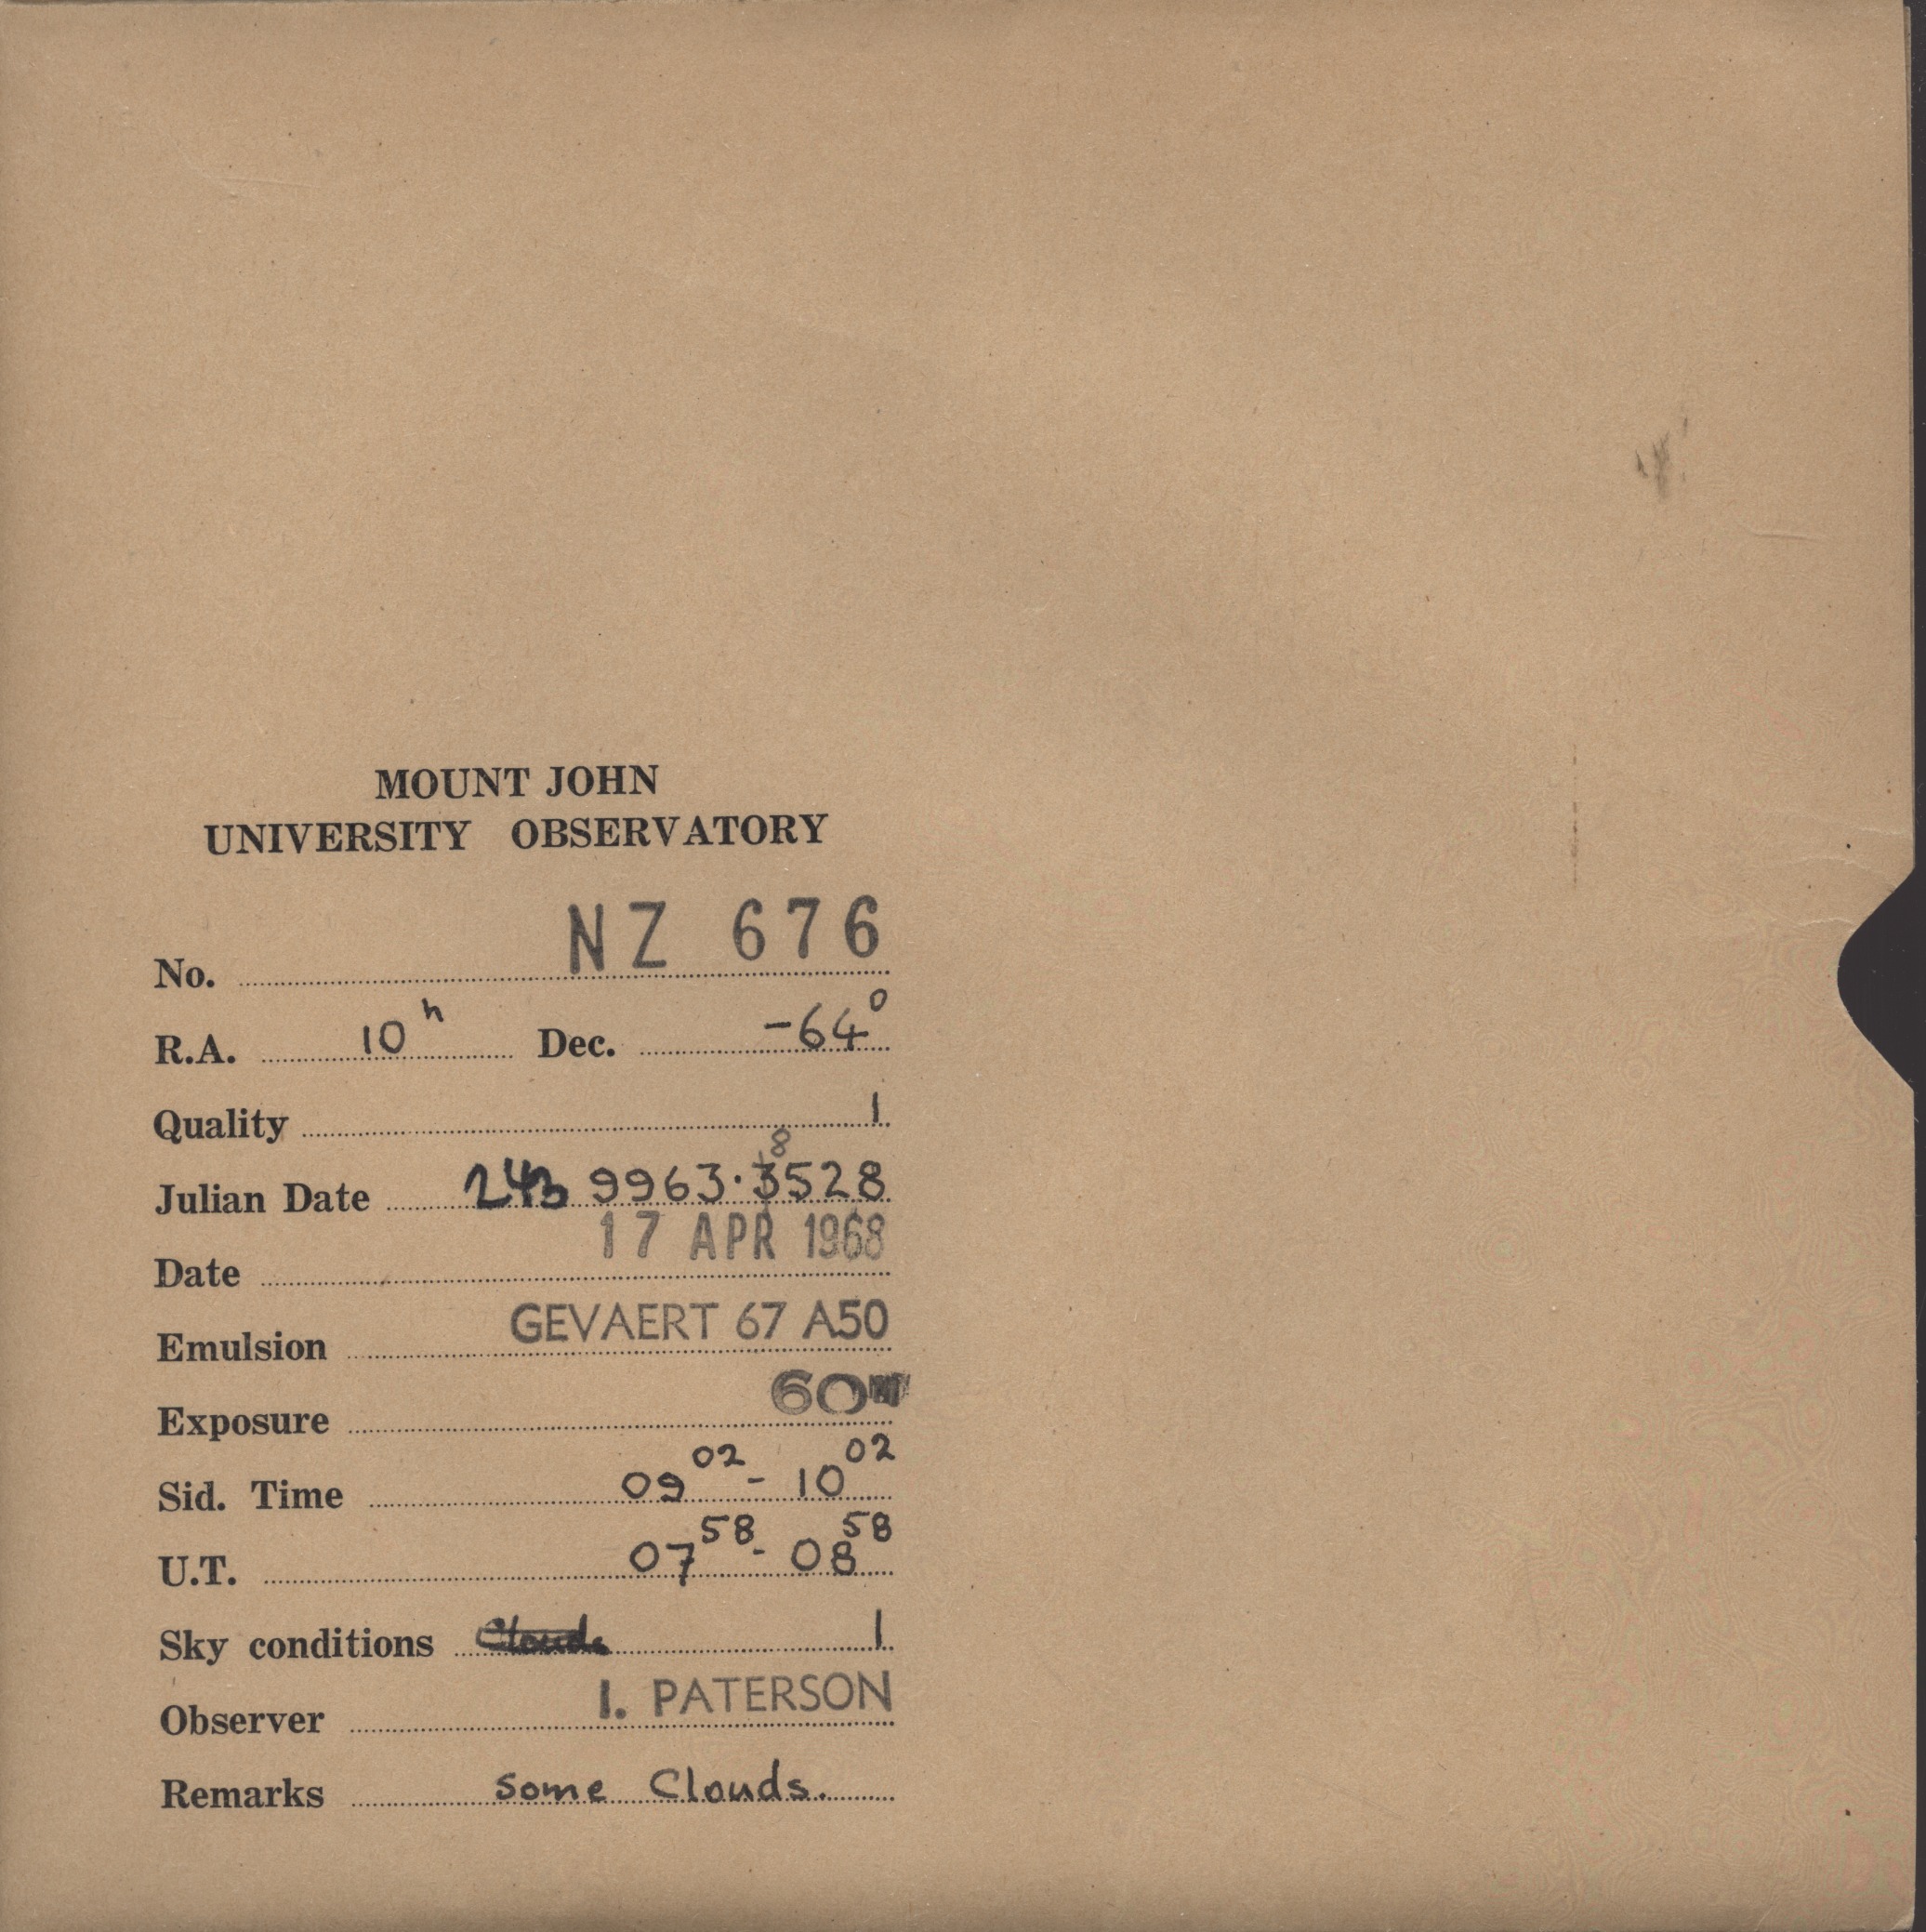 MOUNT JOHN
UNIVERSITY OBSERVATORY
No. NZ 676
R.A. 10h Dec. -64°
Quality 1
8
Julian Date 243 9963.3528
17 APR 1968
Date
Emulsion GEVAERT 67 A50
Exposure 60m
Sid. Time 09 02 - 10 02
U.T. 07 58 - 08 58
Sky conditions Clouds 1
Observer I. PATERSON
Remarks Some Clouds.